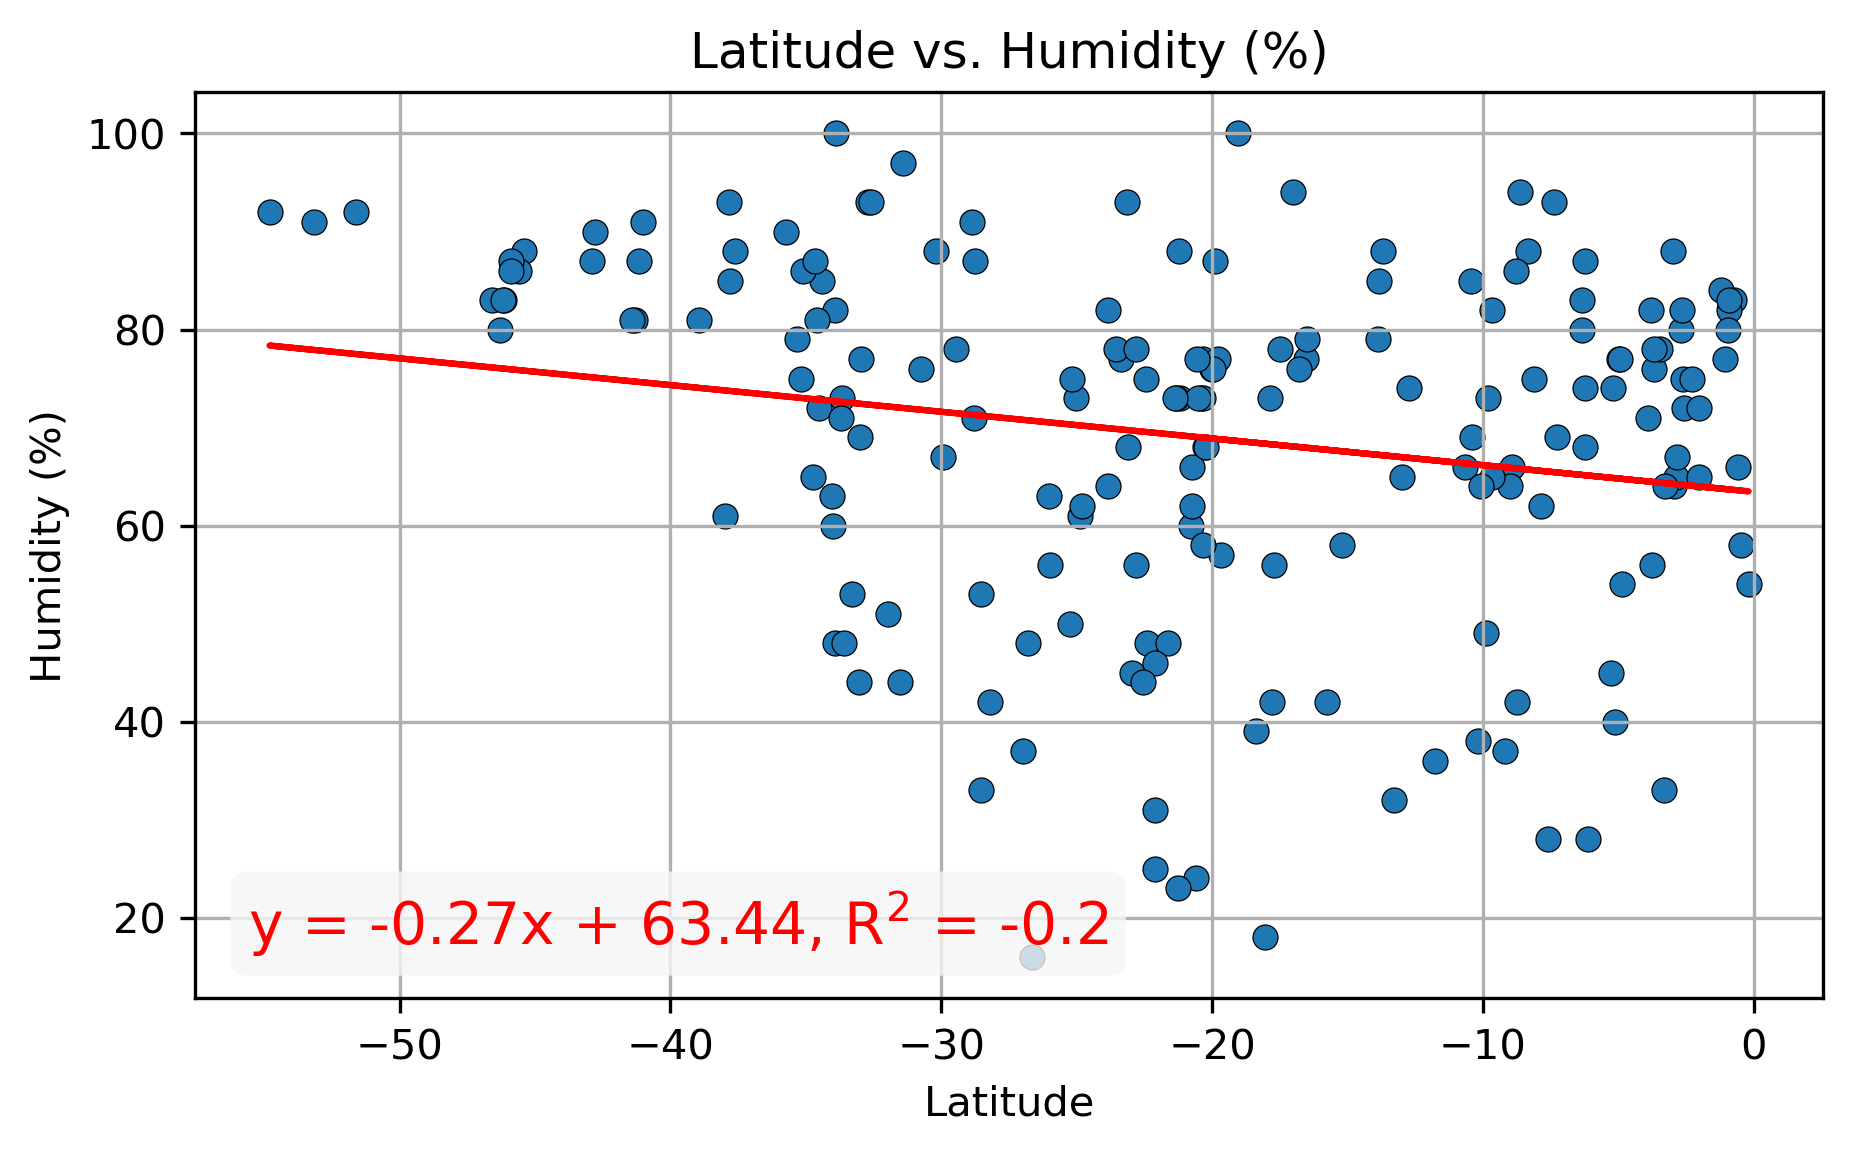 Latitude vs. Humidity (%)
100
80
60
40
20
Humidity (%)
y = -0.27x + 63.44, R² = -0.2
−50 −40 −30 −20 −10 0
Latitude